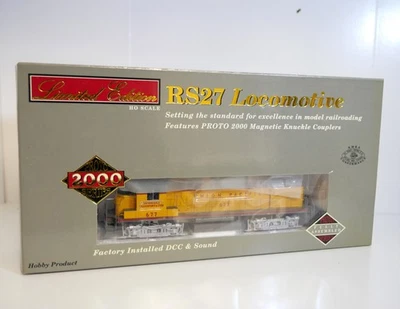 Limited Edition
HO SCALE
RS27 Locomotive
Setting the standard for excellence in model railroading
Features PROTO 2000 Magnetic Knuckle Couplers
2000
Factory Installed DCC & Sound
Hobby Product